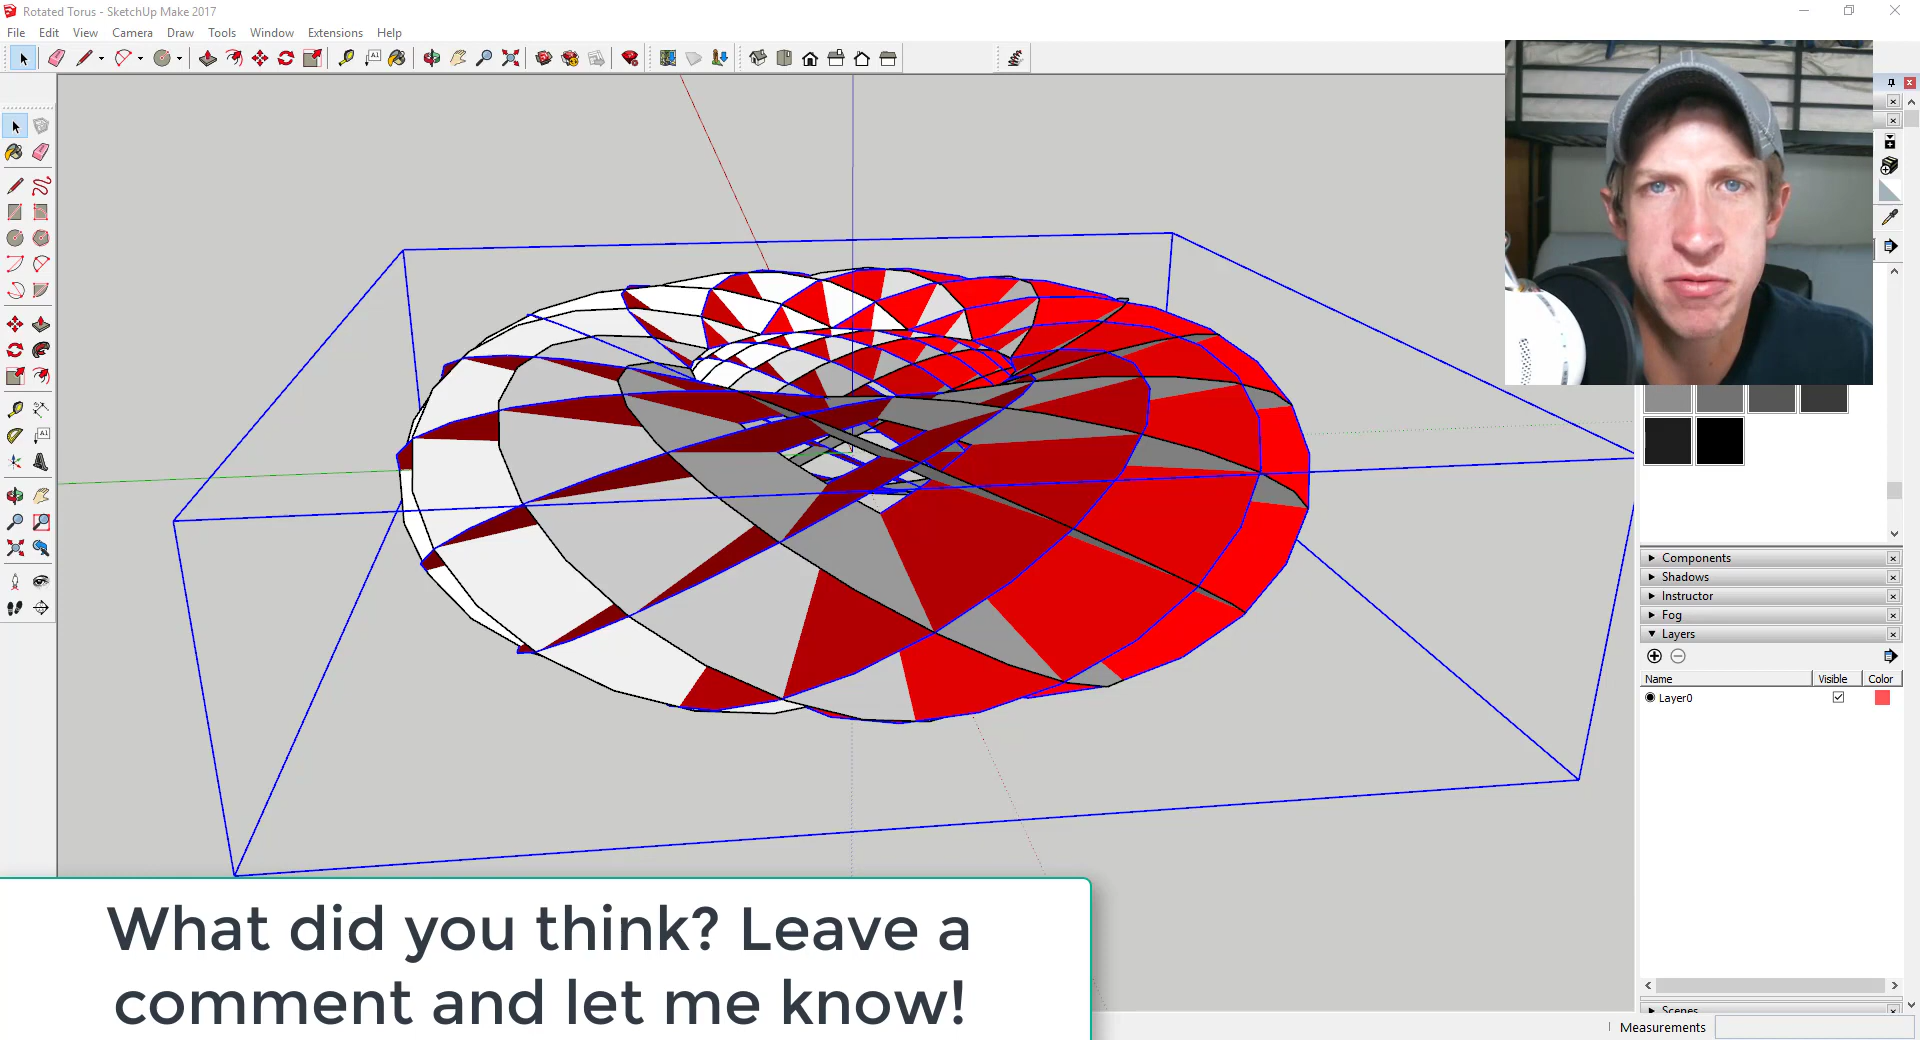 Rotated Torus - SketchUp Make 2017
File Edit View Camera Draw Tools Window Extensions Help
Components
Shadows
Instructor
Fog
Layers
Name Visible Color
Layer0
Scenes
Measurements
What did you think? Leave a
comment and let me know!